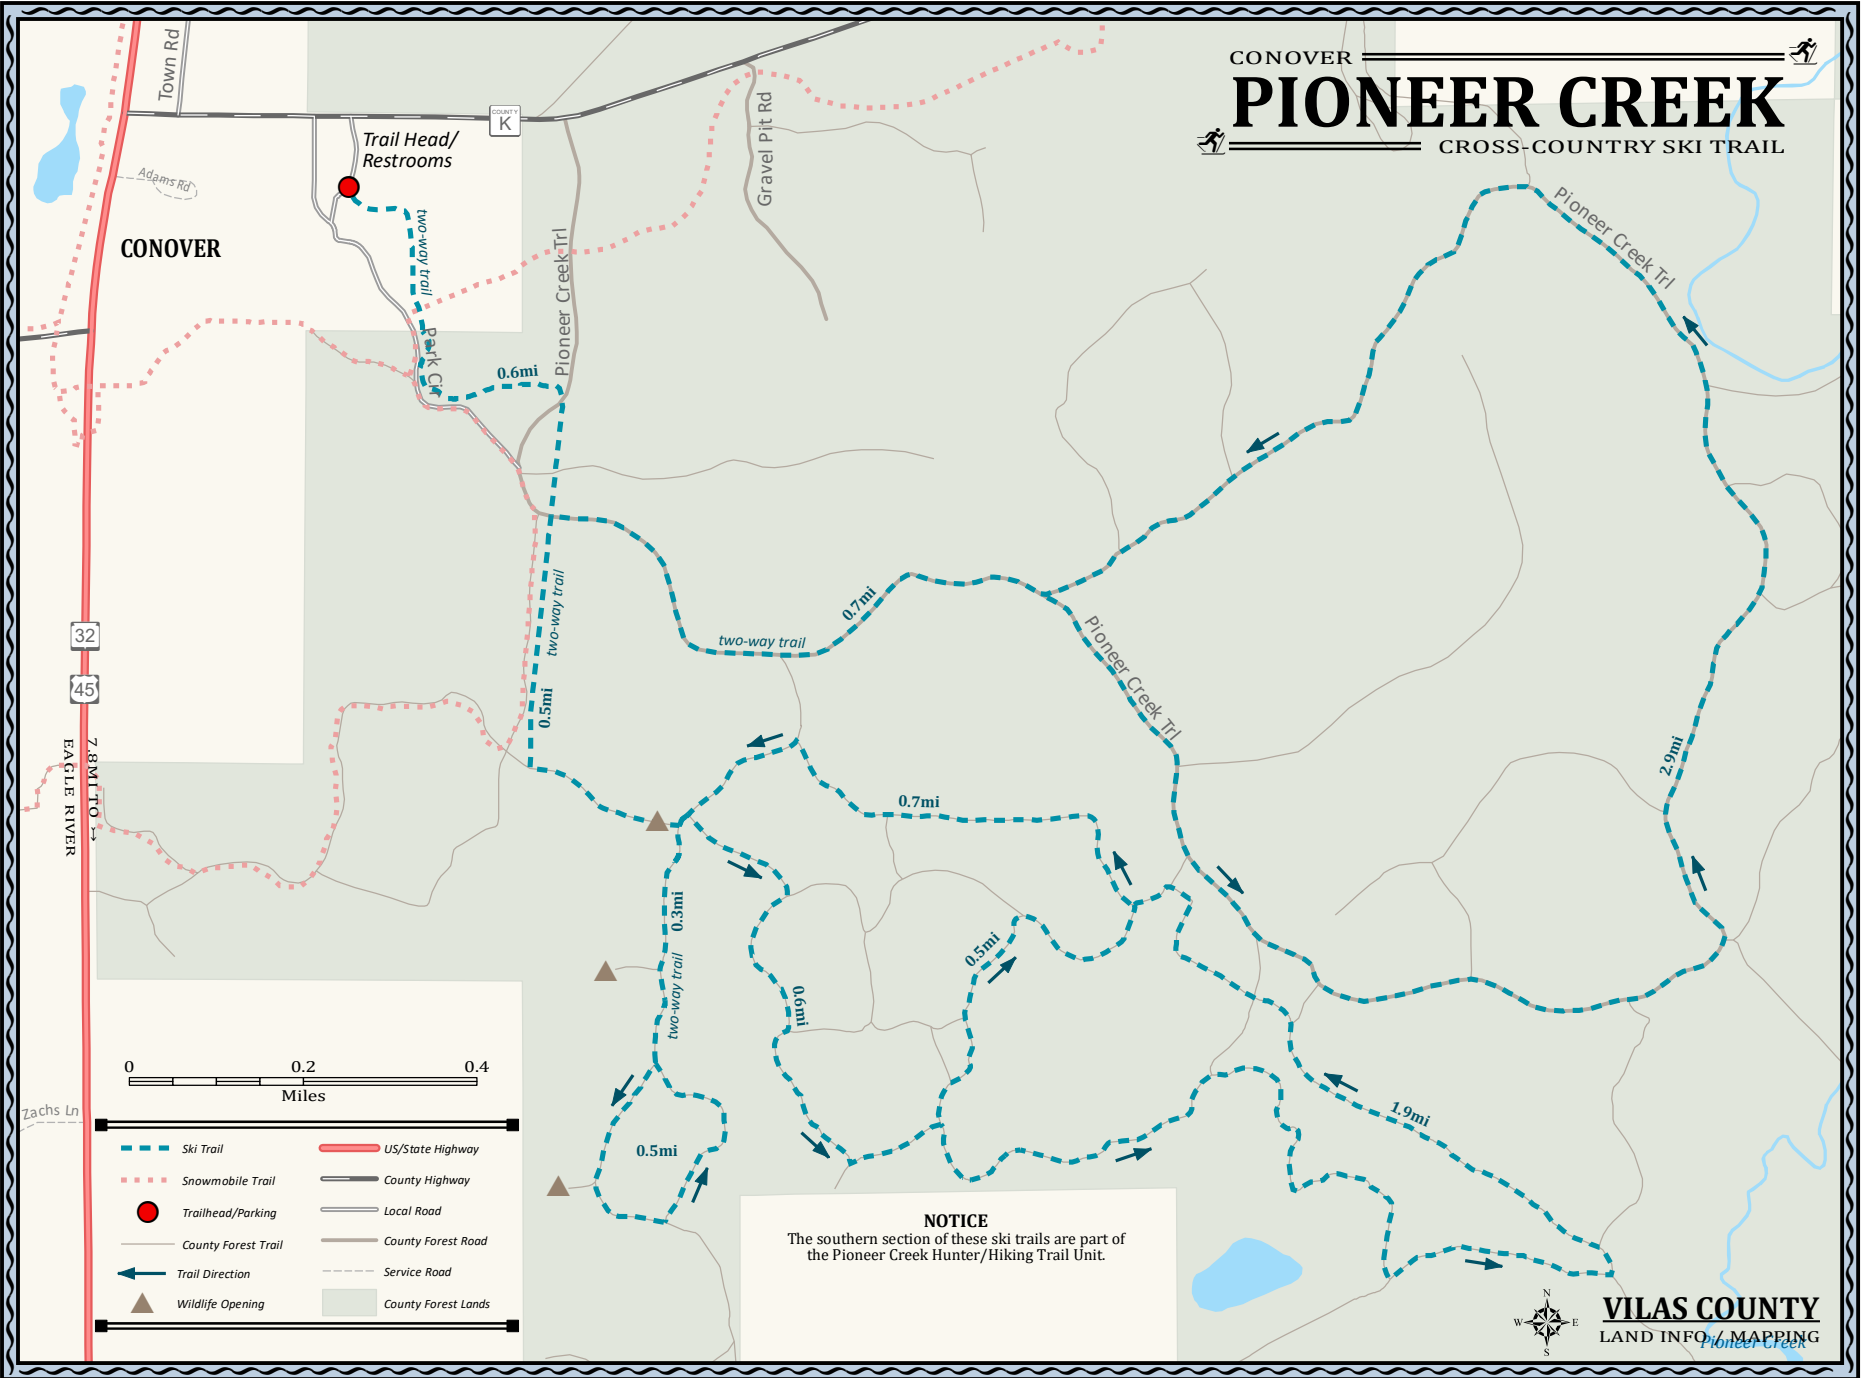 CONOVER
PIONEER CREEK
CROSS-COUNTRY SKI TRAIL
Town Rd
COUNTY
K
Trail Head/
Restrooms
Adams Rd
CONOVER
two-way trail
Park Cir
Pioneer Creek Trl
Gravel Pit Rd
Pioneer Creek Trl
0.6mi
two-way trail
0.5mi
two-way trail
0.7mi
Pioneer Creek Trl
32
45
7.8MI TO →
EAGLE RIVER
2.9mi
0.7mi
0.3mi
two-way trail
0.5mi
0.6mi
1.9mi
0.5mi
0 0.2 0.4
Miles
Zachs Ln
Ski Trail
Snowmobile Trail
Trailhead/Parking
County Forest Trail
Trail Direction
Wildlife Opening
US/State Highway
County Highway
Local Road
County Forest Road
Service Road
County Forest Lands
NOTICE
The southern section of these ski trails are part of
the Pioneer Creek Hunter/Hiking Trail Unit.
N
W E
S
VILAS COUNTY
LAND INFO / MAPPING
Pioneer Creek